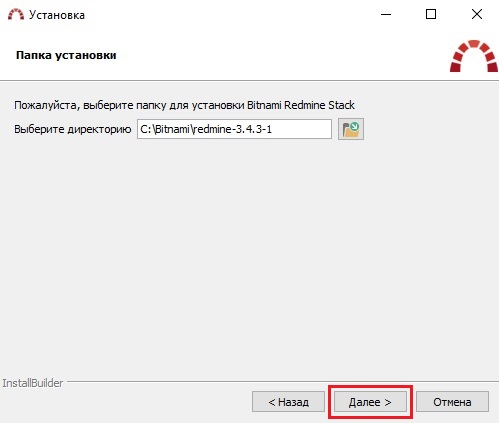 Установка
Папка установки
Пожалуйста, выберите папку для установки Bitnami Redmine Stack
Выберите директорию C:\Bitnami\redmine-3.4.3-1
InstallBuilder
< Назад Далее > Отмена